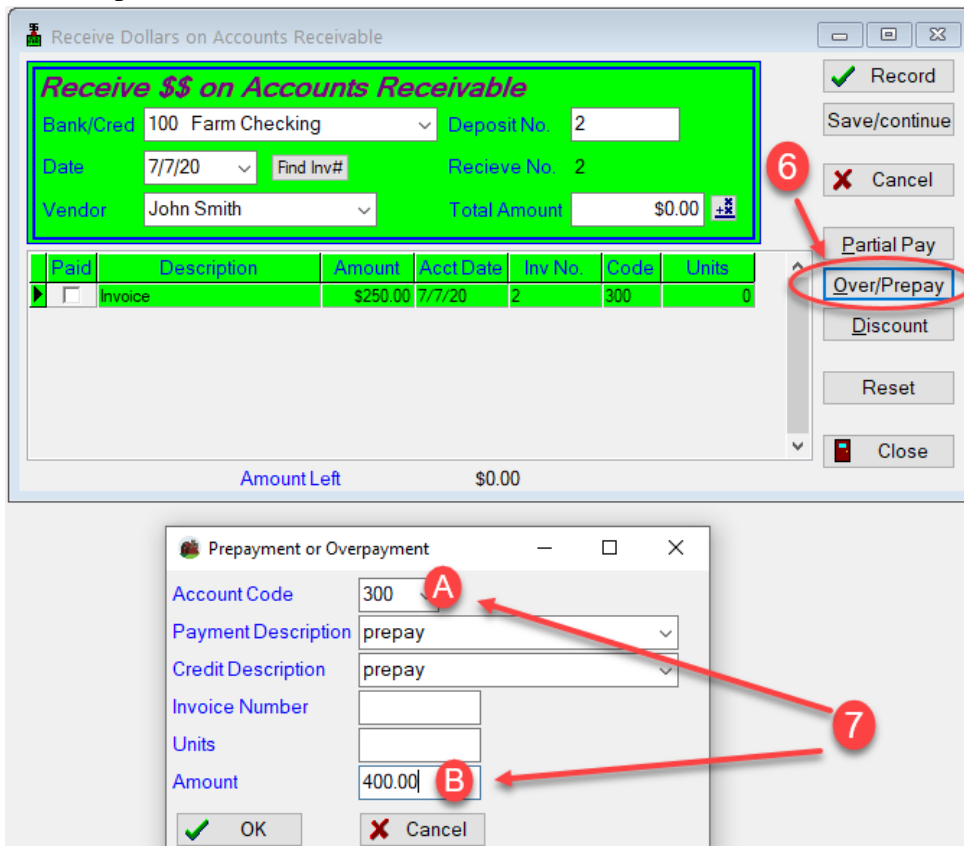 Receive Dollars on Accounts Receivable
Receive $$ on Accounts Receivable
Bank/Cred 100 Farm Checking Deposit No. 2
Date 7/7/20 Find Inv# Recieve No. 2
Vendor John Smith Total Amount $0.00
Record
Save/continue
Cancel
6
Partial Pay
Over/Prepay
Discount
Reset
Close
Paid Description Amount Acct Date Inv No. Code Units
Invoice $250.00 7/7/20 2 300 0
Amount Left $0.00
Prepayment or Overpayment
Account Code 300 A
Payment Description prepay
Credit Description prepay
Invoice Number
7
Units
Amount 400.00 B
OK Cancel